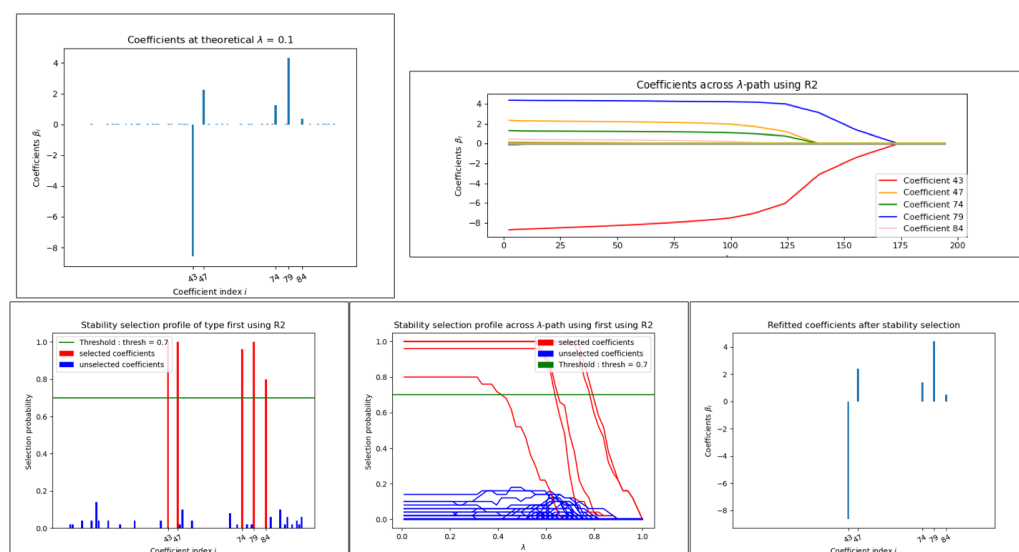 Coefficients at theoretical λ = 0.1
Coefficients βᵢ
4
2
0
−2
−4
−6
−8
43
47
74
79
84
Coefficient index i
Coefficients across λ-path using R2
Coefficients βᵢ
4
2
0
−2
−4
−6
−8
0
25
50
75
100
125
150
175
200
Coefficient 43
Coefficient 47
Coefficient 74
Coefficient 79
Coefficient 84
Stability selection profile of type first using R2
Selection probability
1.0
0.8
0.6
0.4
0.2
0.0
Threshold : thresh = 0.7
selected coefficients
unselected coefficients
43
47
74
79
84
Coefficient index i
Stability selection profile across λ-path using first using R2
Selection probability
1.0
0.8
0.6
0.4
0.2
0.0
selected coefficients
unselected coefficients
Threshold : thresh = 0.7
0.0
0.2
0.4
0.6
0.8
1.0
λ
Refitted coefficients after stability selection
Coefficients βᵢ
4
2
0
−2
−4
−6
−8
43
47
74
79
84
Coefficient index i